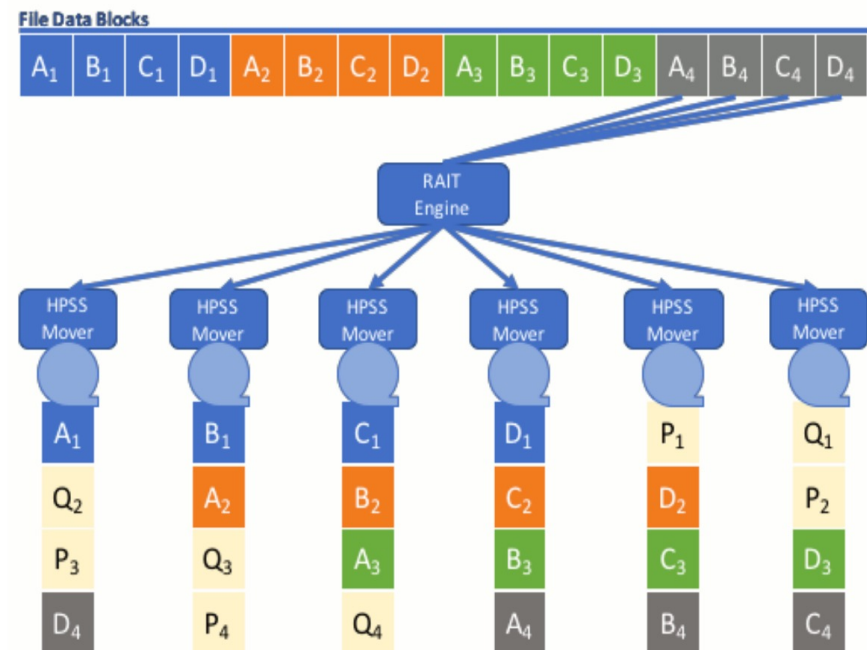 File Data Blocks
A₁ B₁ C₁ D₁ A₂ B₂ C₂ D₂ A₃ B₃ C₃ D₃ A₄ B₄ C₄ D₄
RAIT
Engine
HPSS HPSS HPSS HPSS HPSS HPSS
Mover Mover Mover Mover Mover Mover
A₁ B₁ C₁ D₁ P₁ Q₁
Q₂ A₂ B₂ C₂ D₂ P₂
P₃ Q₃ A₃ B₃ C₃ D₃
D₄ P₄ Q₄ A₄ B₄ C₄